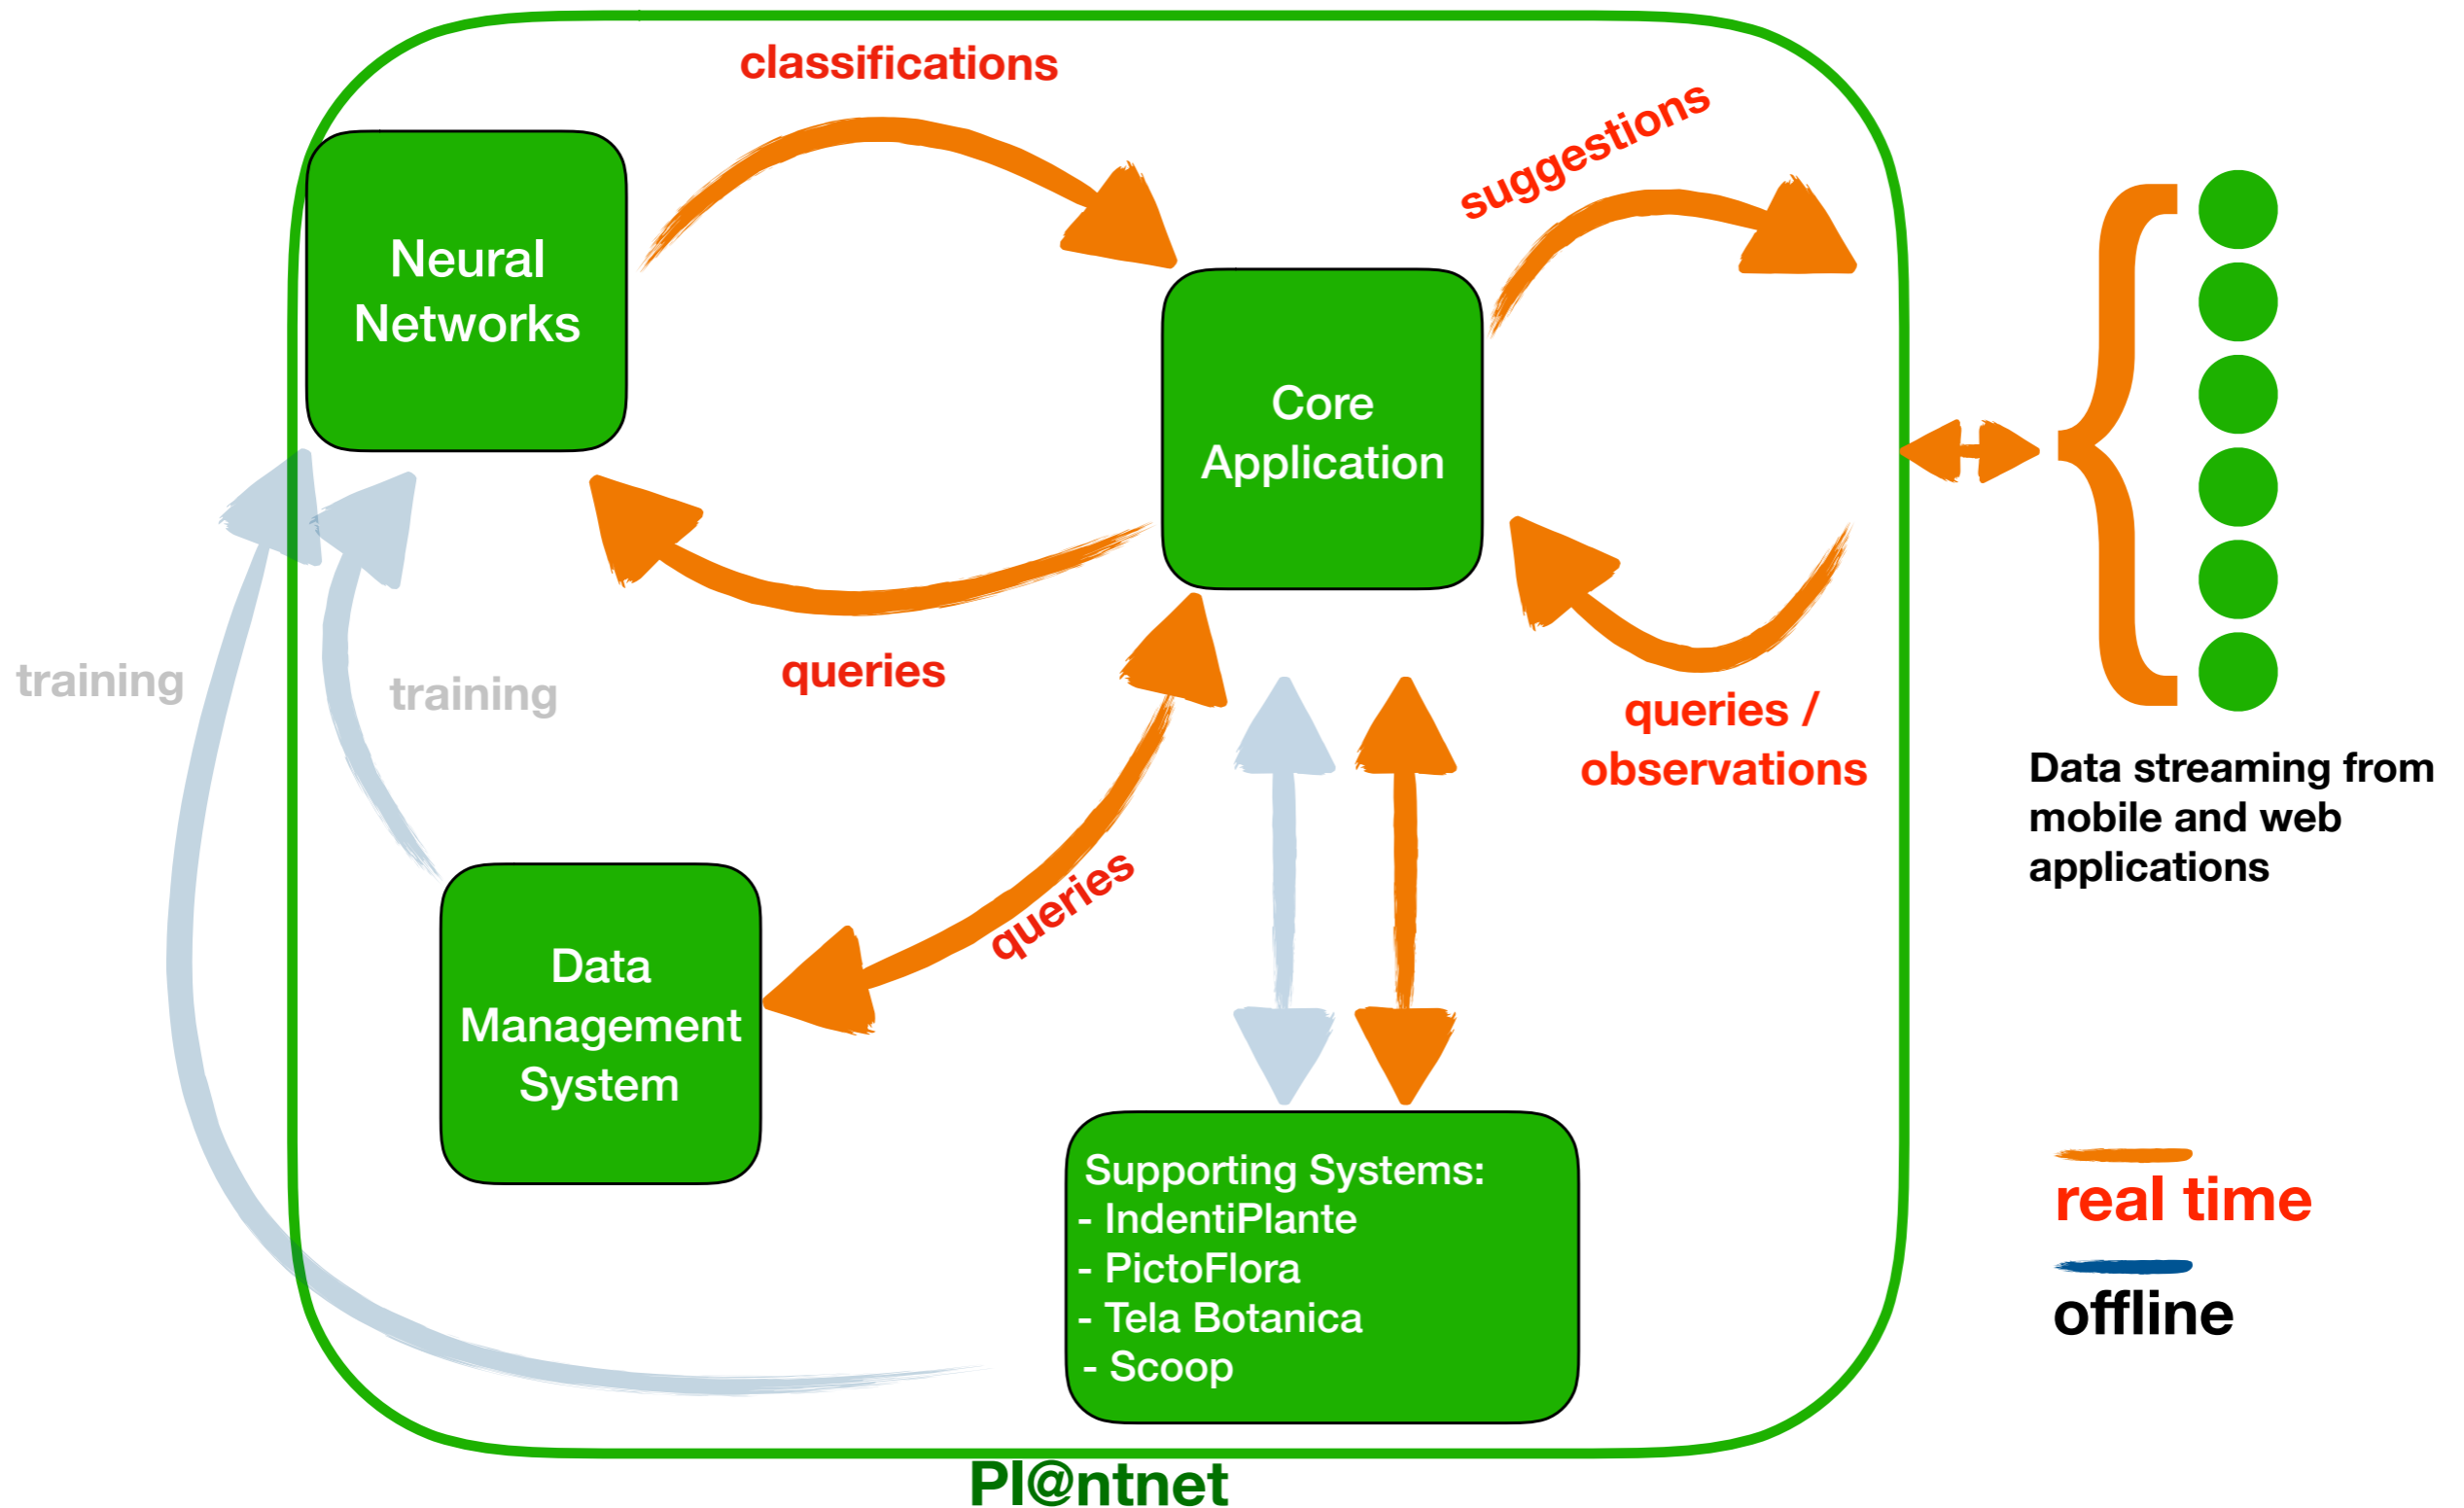 classifications
suggestions
Neural
Networks
Core
Application
training
training
queries
queries /
observations
Data streaming from
mobile and web
applications
queries
Data
Management
System
Supporting Systems:
- IndentiPlante
- PictoFlora
- Tela Botanica
- Scoop
real time
offline
Pl@ntnet